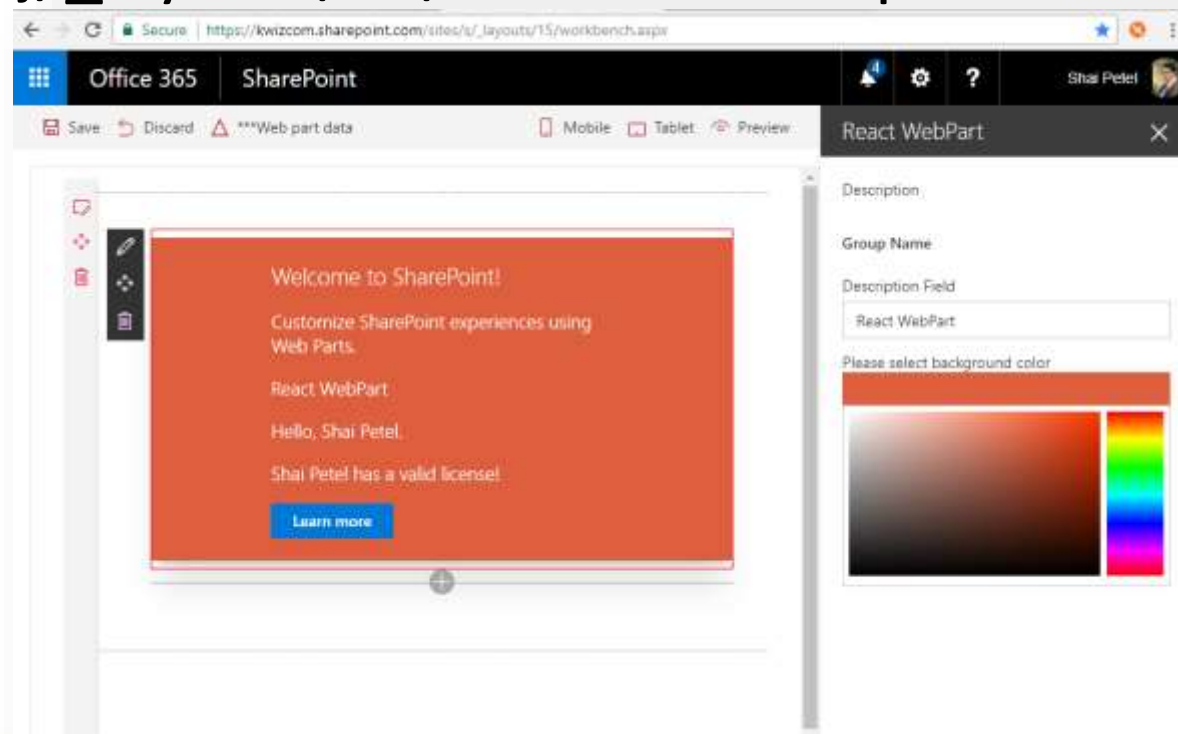 Secure https://kwizcom.sharepoint.com/sites/s/_layouts/15/workbench.aspx
Office 365 SharePoint 4 ? Shai Petel
Save Discard ***Web part data Mobile Tablet Preview
React WebPart
Description
Group Name
Description Field
React WebPart
Please select background color
Welcome to SharePoint!
Customize SharePoint experiences using
Web Parts.
React WebPart
Hello, Shai Petel.
Shai Petel has a valid license!
Learn more